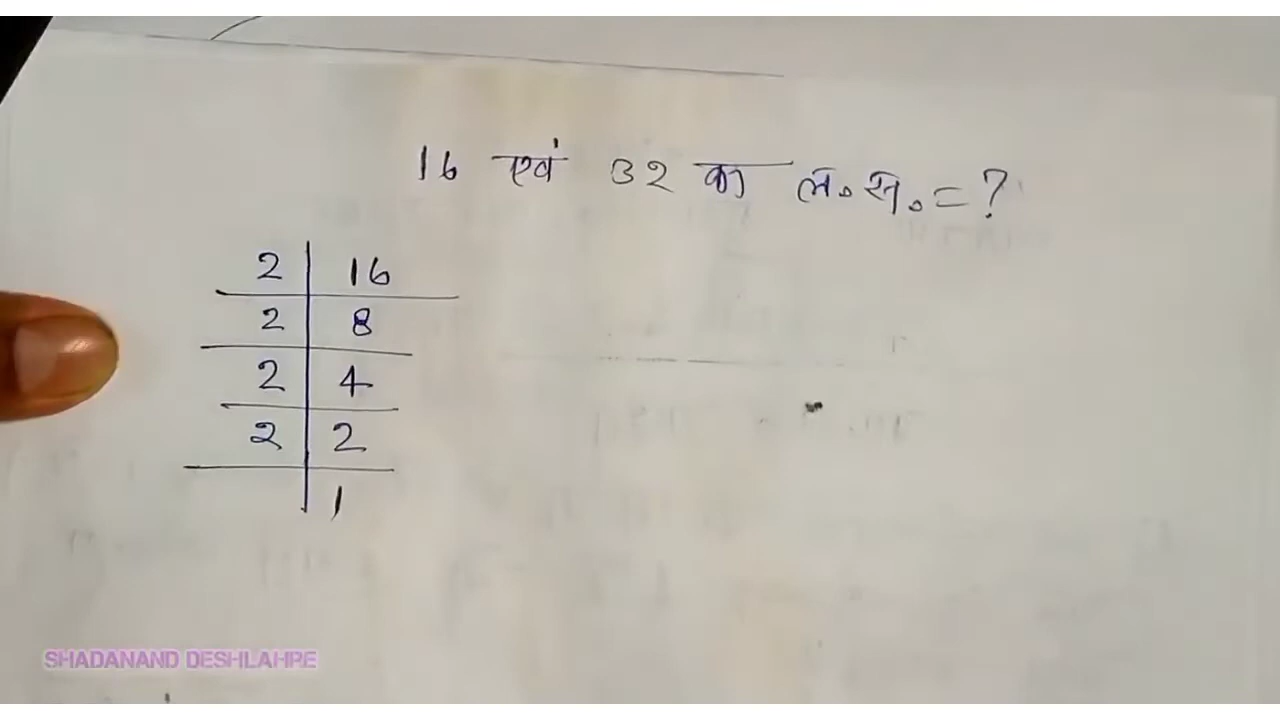 16 एवं 32 का ल.स. = ?
2 | 16
2 | 8
2 | 4
2 | 2
1
SHADANAND DESHLAHRE